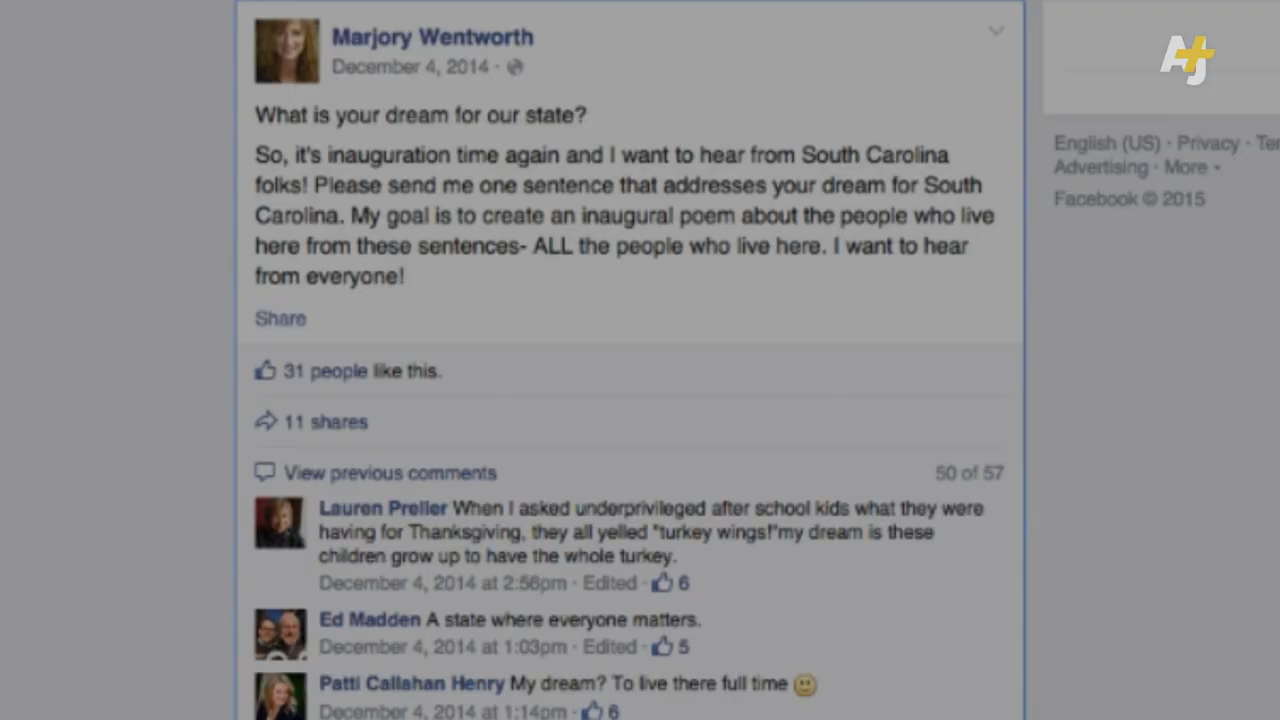 Marjory Wentworth
December 4, 2014 ·
What is your dream for our state?
So, it's inauguration time again and I want to hear from South Carolina
folks! Please send me one sentence that addresses your dream for South
Carolina. My goal is to create an inaugural poem about the people who live
here from these sentences- ALL the people who live here. I want to hear
from everyone!
Share
31 people like this.
11 shares
View previous comments 50 of 57
Lauren Preller When I asked underprivileged after school kids what they were
having for Thanksgiving, they all yelled "turkey wings!"my dream is these
children grow up to have the whole turkey.
December 4, 2014 at 2:56pm · Edited · 6
Ed Madden A state where everyone matters.
December 4, 2014 at 1:03pm · Edited · 5
Patti Callahan Henry My dream? To live there full time
December 4, 2014 at 1:14pm · 6
AJ+
English (US) · Privacy ·
Advertising · More
Facebook © 2015